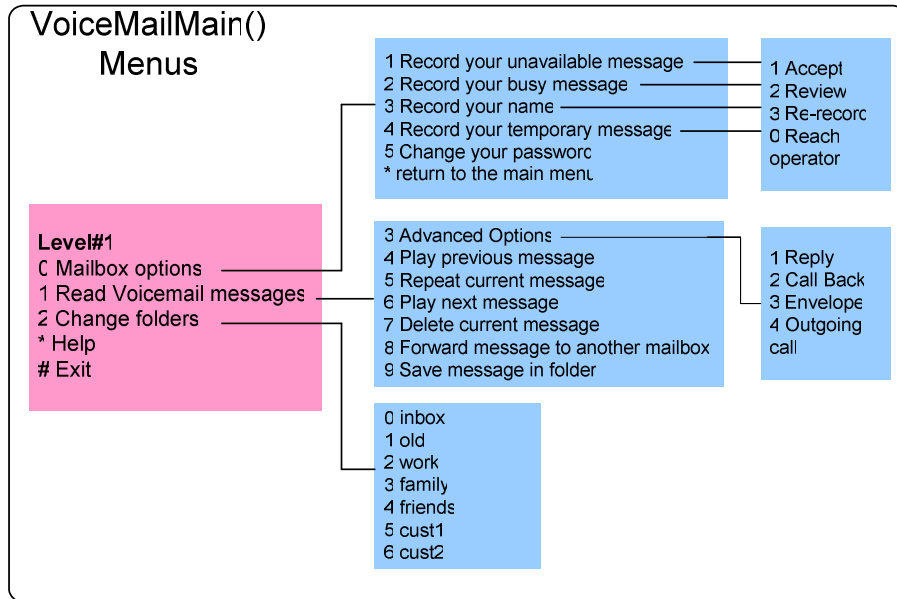 VoiceMailMain()
Menus
Level#1
0 Mailbox options
1 Read Voicemail messages
2 Change folders
* Help
# Exit
1 Record your unavailable message
2 Record your busy message
3 Record your name
4 Record your temporary message
5 Change your password
* return to the main menu
1 Accept
2 Review
3 Re-record
0 Reach
operator
3 Advanced Options
4 Play previous message
5 Repeat current message
6 Play next message
7 Delete current message
8 Forward message to another mailbox
9 Save message in folder
1 Reply
2 Call Back
3 Envelope
4 Outgoing
call
0 inbox
1 old
2 work
3 family
4 friends
5 cust1
6 cust2